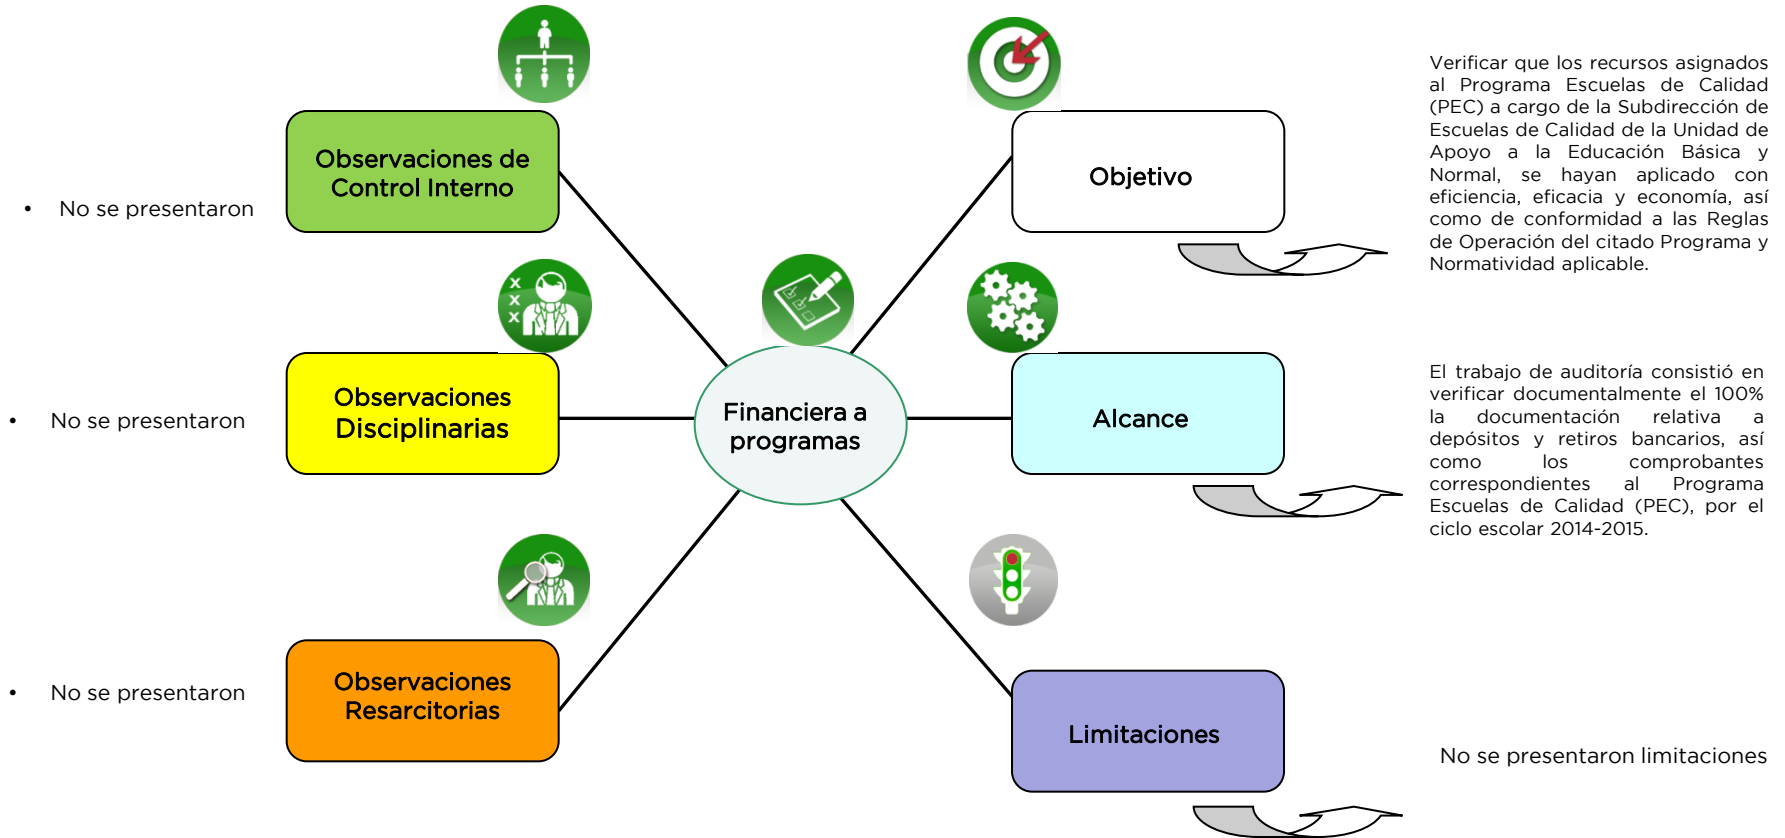 Observaciones de
Control Interno
• No se presentaron
Observaciones
Disciplinarias
• No se presentaron
Observaciones
Resarcitorias
• No se presentaron
Financiera a
programas
Objetivo
Verificar que los recursos asignados
al Programa Escuelas de Calidad
(PEC) a cargo de la Subdirección de
Escuelas de Calidad de la Unidad de
Apoyo a la Educación Básica y
Normal, se hayan aplicado con
eficiencia, eficacia y economía, así
como de conformidad a las Reglas
de Operación del citado Programa y
Normatividad aplicable.
Alcance
El trabajo de auditoría consistió en
verificar documentalmente el 100%
la documentación relativa a
depósitos y retiros bancarios, así
como los comprobantes
correspondientes al Programa
Escuelas de Calidad (PEC), por el
ciclo escolar 2014-2015.
Limitaciones
No se presentaron limitaciones
x
x
x